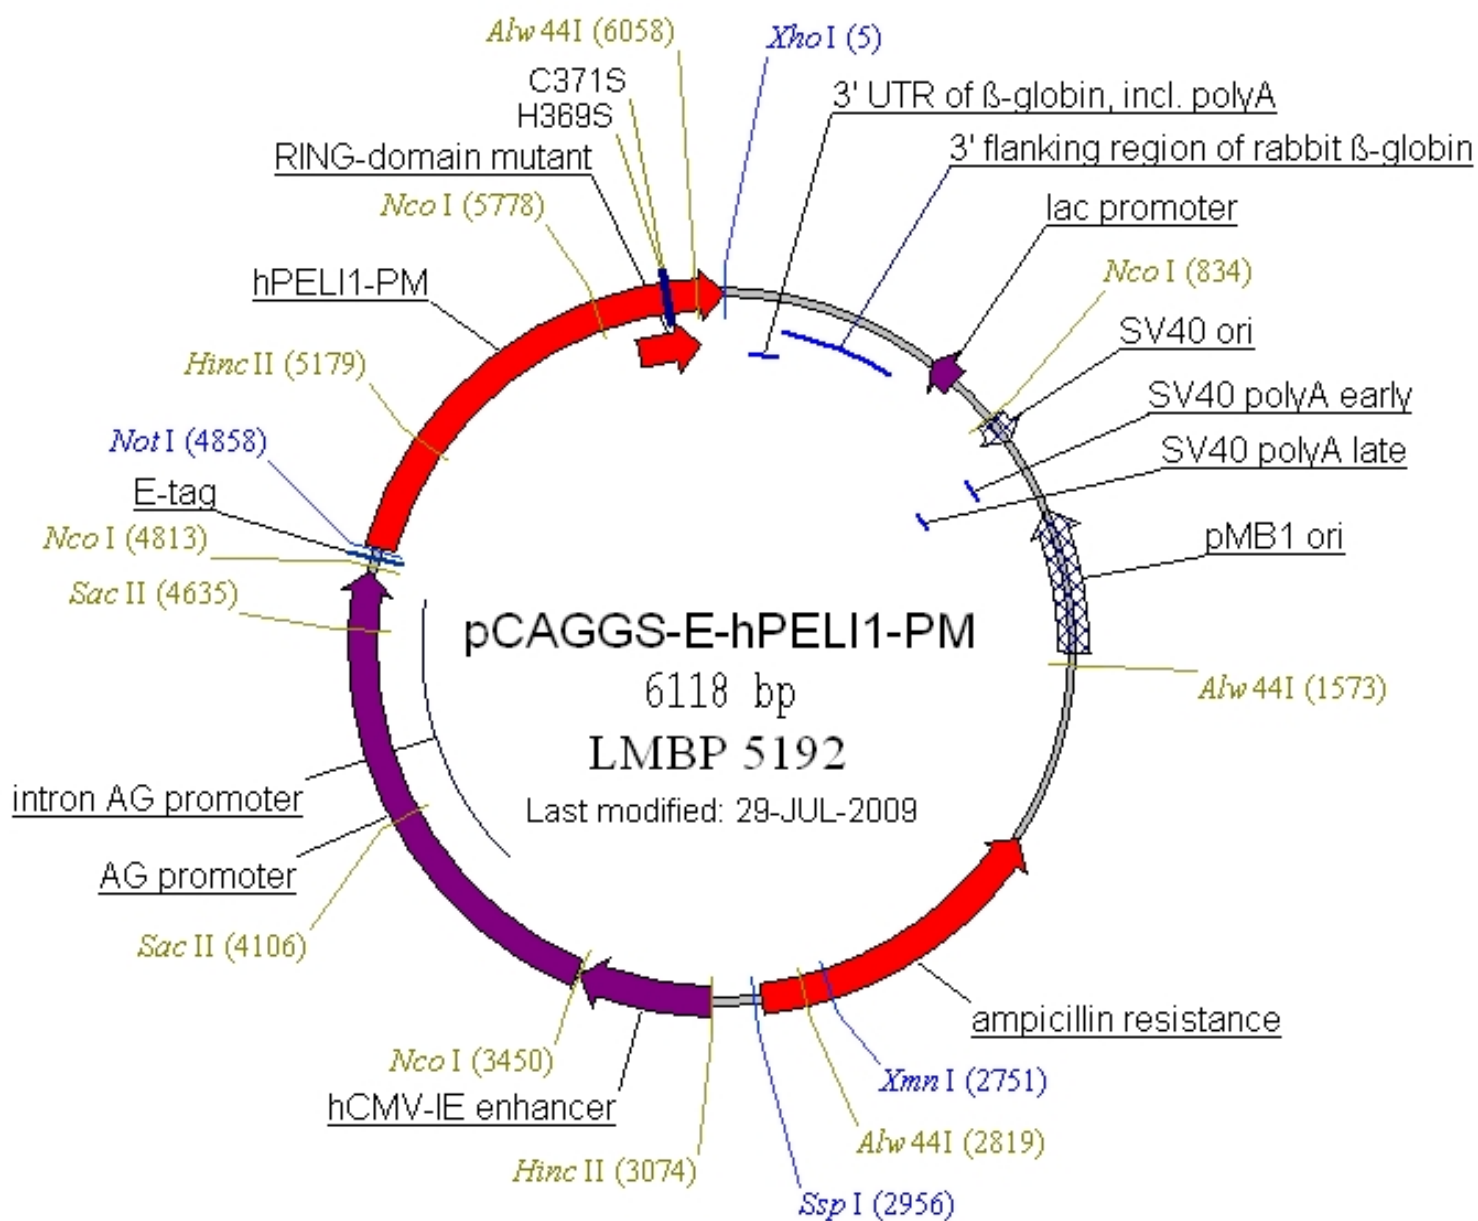 Alw44I (6058)
XhoI (5)
C371S
3' UTR of ß-globin, incl. polyA
H369S
3' flanking region of rabbit ß-globin
RING-domain mutant
NcoI (5778)
lac promoter
NcoI (834)
hPELI1-PM
SV40 ori
HincII (5179)
SV40 polyA early
NotI (4858)
SV40 polyA late
E-tag
NcoI (4813)
pMB1 ori
SacII (4635)
pCAGGS-E-hPELI1-PM
6118 bp
Alw44I (1573)
LMBP 5192
intron AG promoter
Last modified: 29-JUL-2009
AG promoter
SacII (4106)
ampicillin resistance
NcoI (3450)
XmnI (2751)
hCMV-IE enhancer
Alw44I (2819)
HincII (3074)
SspI (2956)